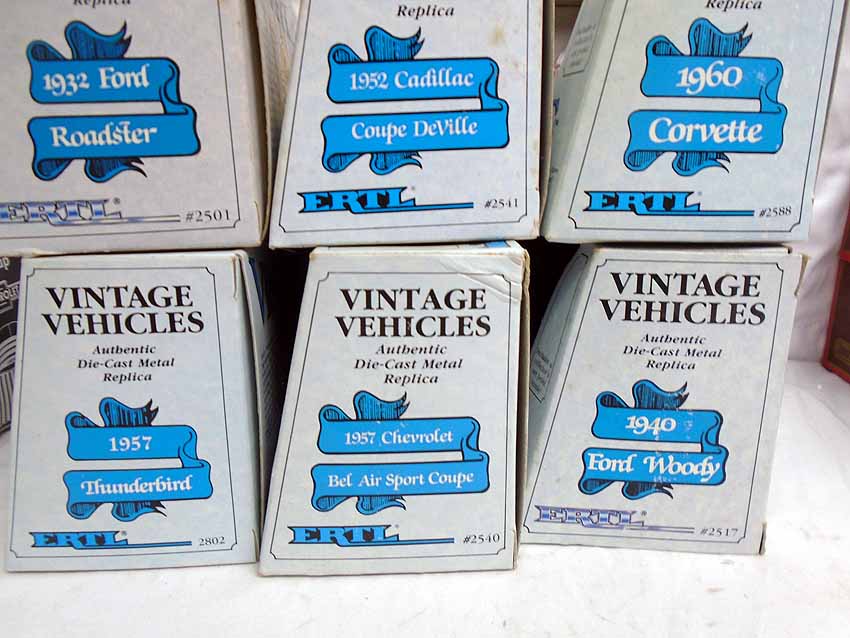 Replica
1932 Ford
Roadster
ERTL® #2501
Replica
1952 Cadillac
Coupe DeVille
ERTL® #2541
Replica
1960
Corvette
ERTL® #2588
VINTAGE
VEHICLES
Authentic
Die-Cast Metal
Replica
1957
Thunderbird
ERTL® 2802
VINTAGE
VEHICLES
Authentic
Die-Cast Metal
Replica
1957 Chevrolet
Bel Air Sport Coupe
ERTL® #2540
VINTAGE
VEHICLES
Authentic
Die-Cast Metal
Replica
1940
Ford Woody
ERTL® #2517